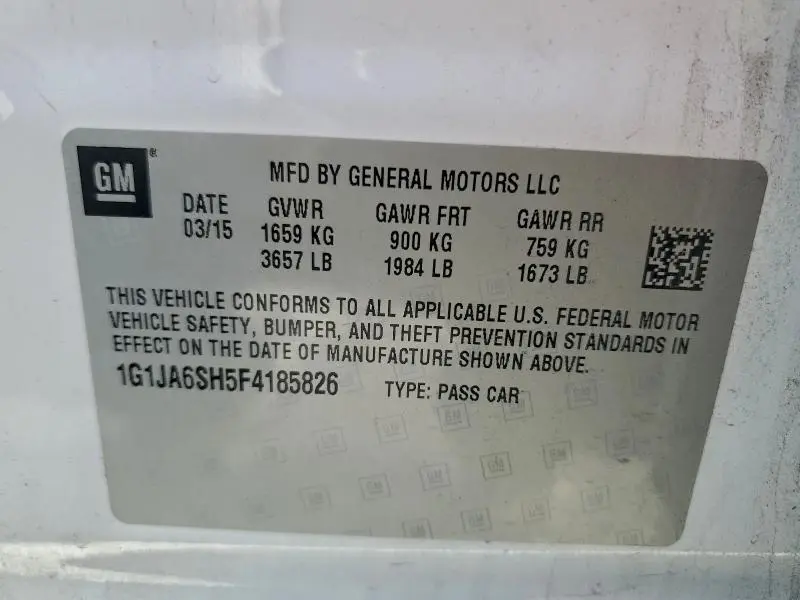 GM®
MFD BY GENERAL MOTORS LLC
DATE GVWR GAWR FRT GAWR RR
03/15 1659 KG 900 KG 759 KG
3657 LB 1984 LB 1673 LB
THIS VEHICLE CONFORMS TO ALL APPLICABLE U.S. FEDERAL MOTOR
VEHICLE SAFETY, BUMPER, AND THEFT PREVENTION STANDARDS IN
EFFECT ON THE DATE OF MANUFACTURE SHOWN ABOVE.
1G1JA6SH5F4185826 TYPE: PASS CAR